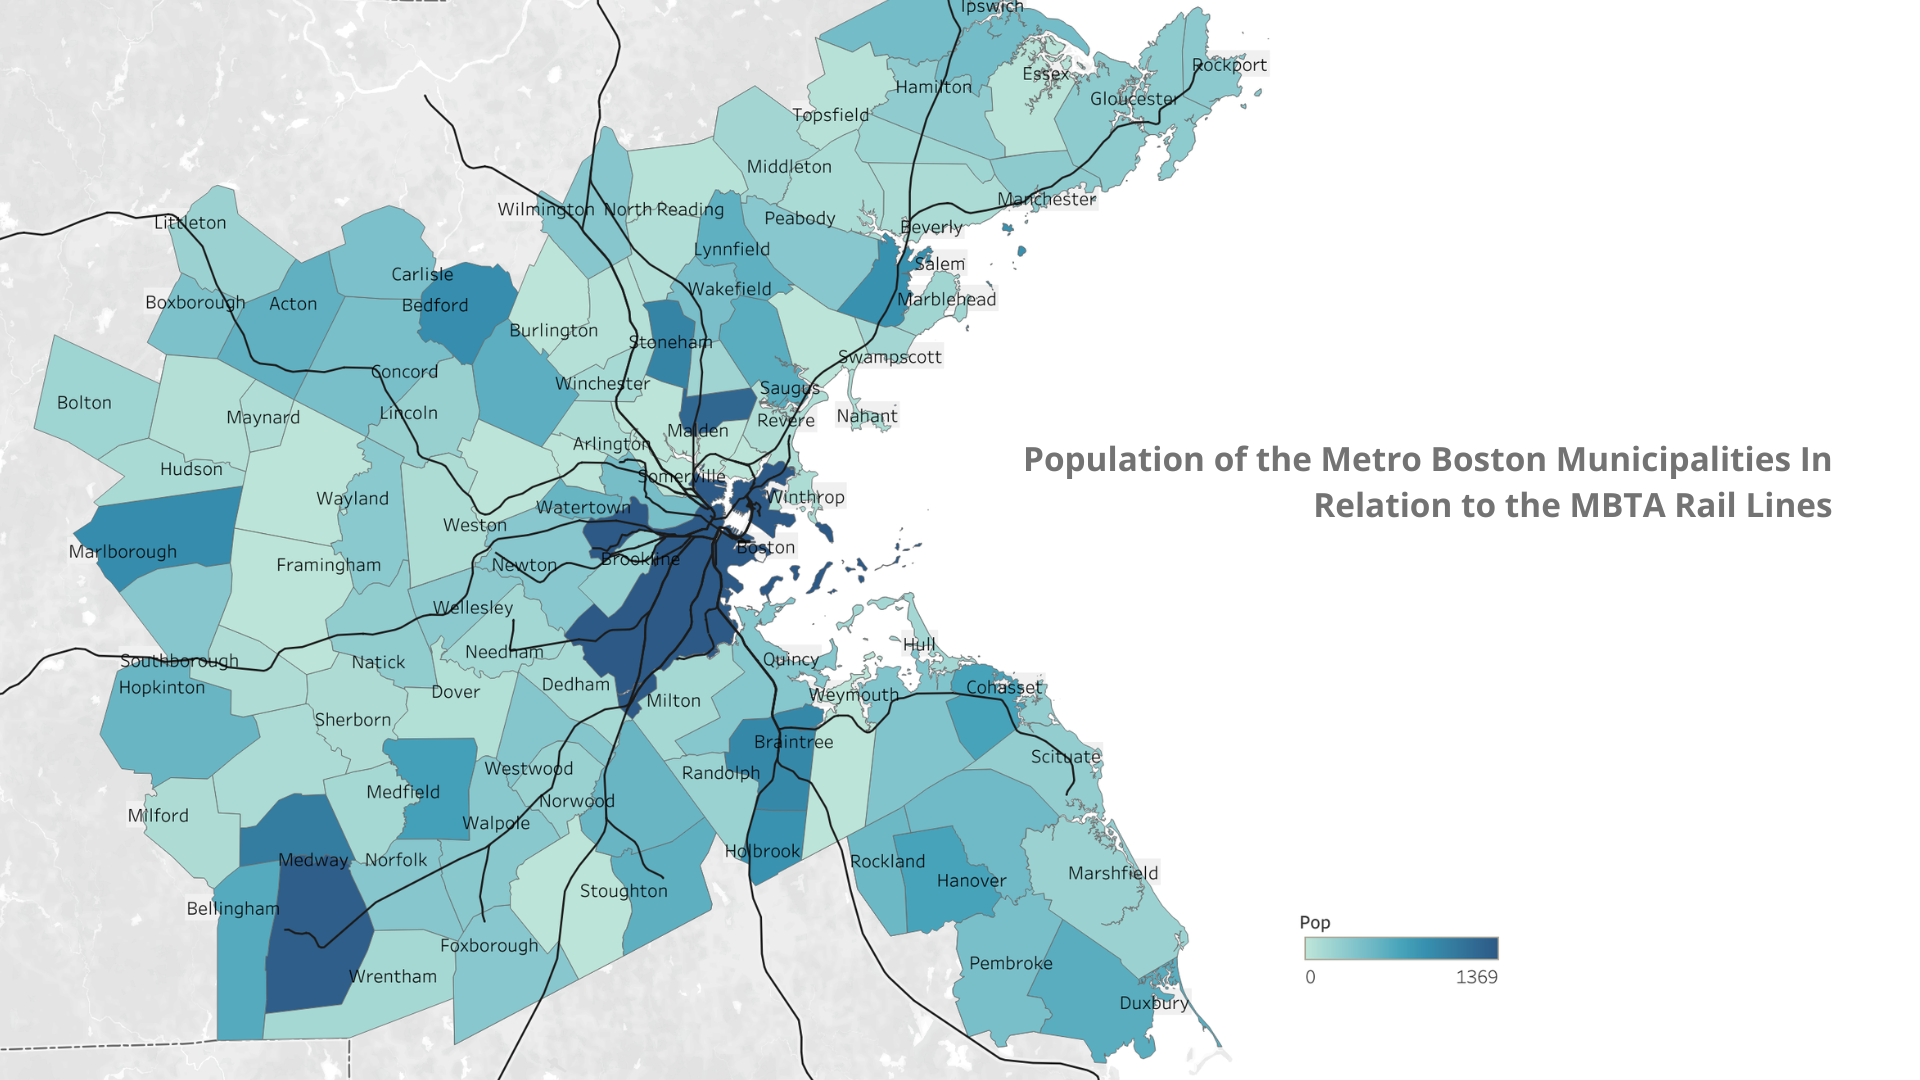 Ipswich
Rockport
Essex
Hamilton
Gloucester
Topsfield
Middleton
Manchester
Wilmington
North Reading
Peabody
Littleton
Beverly
Lynnfield
Salem
Carlisle
Wakefield
Marblehead
Boxborough
Acton
Bedford
Burlington
Stoneham
Swampscott
Concord
Winchester
Saugus
Bolton
Maynard
Lincoln
Revere
Nahant
Malden
Arlington
Population of the Metro Boston Municipalities In
Relation to the MBTA Rail Lines
Hudson
Somerville
Wayland
Winthrop
Watertown
Weston
Marlborough
Boston
Framingham
Newton
Brookline
Wellesley
Hull
Needham
Southborough
Natick
Quincy
Hopkinton
Dover
Dedham
Milton
Weymouth
Cohasset
Sherborn
Braintree
Scituate
Westwood
Randolph
Medfield
Norwood
Milford
Walpole
Medway
Norfolk
Holbrook
Rockland
Marshfield
Hanover
Stoughton
Bellingham
Foxborough
Wrentham
Pembroke
Duxbury
Pop
0 1369